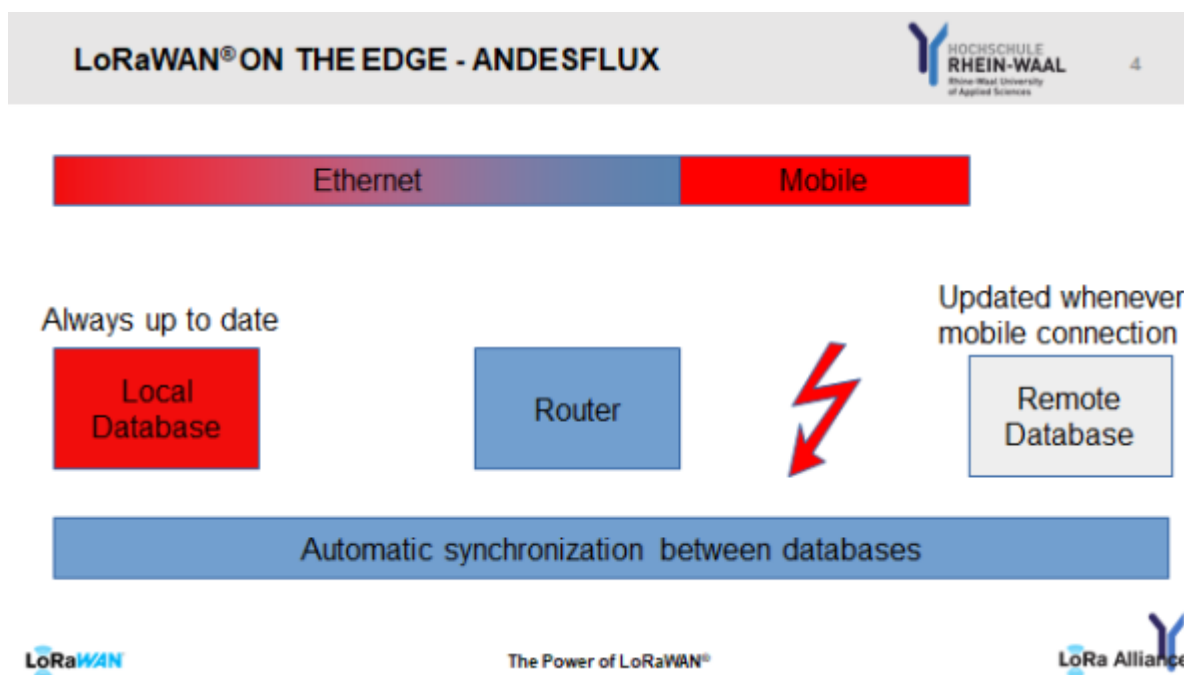 LoRaWAN® ON THE EDGE - ANDESFLUX
HOCHSCHULE
RHEIN-WAAL
Rhine-Waal University
of Applied Sciences
4
Ethernet
Mobile
Always up to date
Updated whenever
mobile connection
Local
Database
Router
Remote
Database
Automatic synchronization between databases
LoRaWAN
The Power of LoRaWAN®
LoRa Alliance